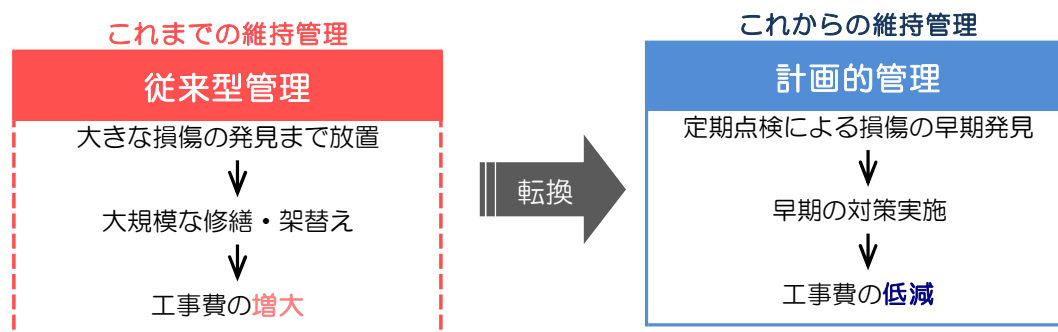 これまでの維持管理
従来型管理
大きな損傷の発見まで放置
大規模な修繕・架替え
工事費の増大
転換
これからの維持管理
計画的管理
定期点検による損傷の早期発見
早期の対策実施
工事費の低減